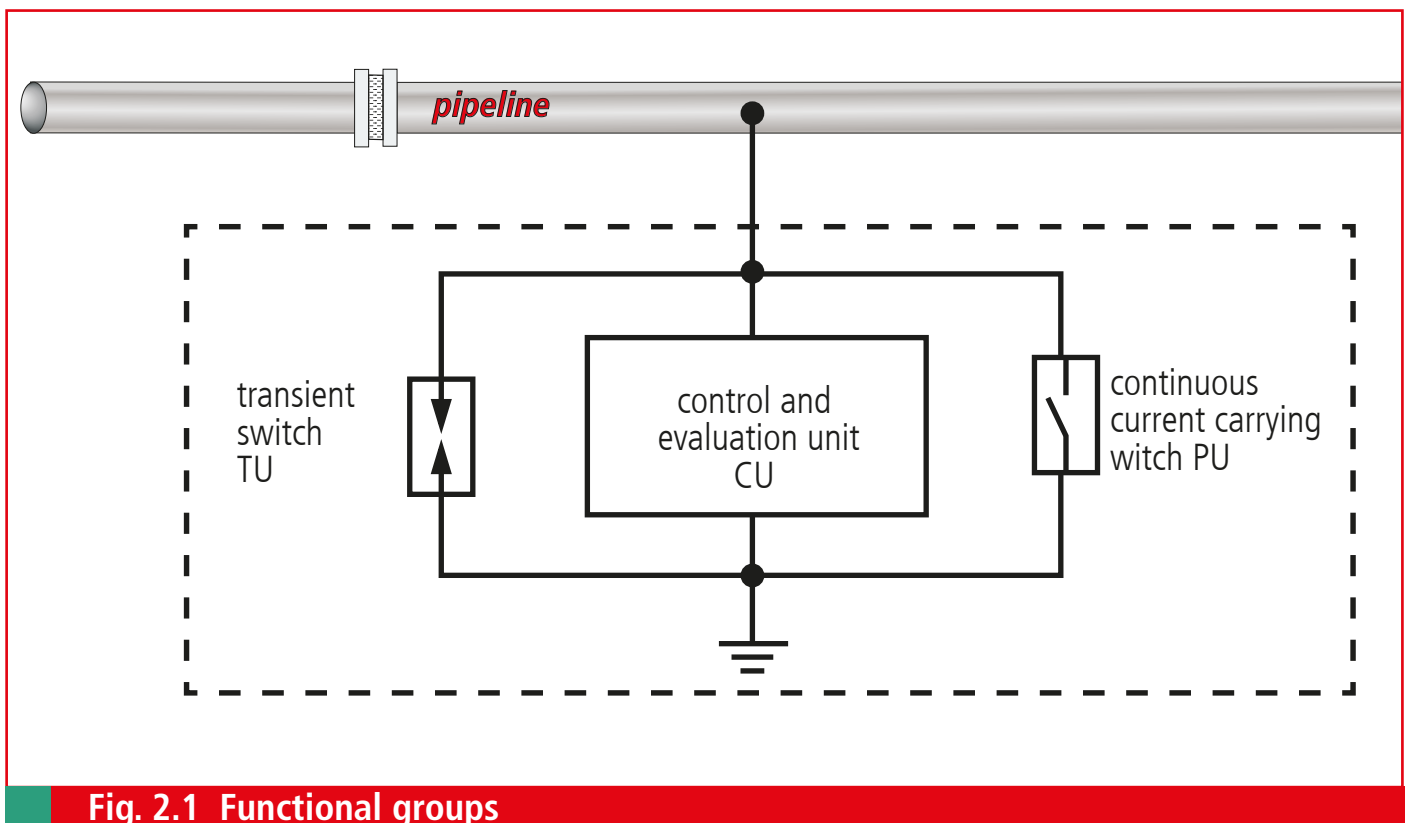 pipeline
transient
switch
TU
control and
evaluation unit
CU
continuous
current carrying
witch PU
Fig. 2.1 Functional groups